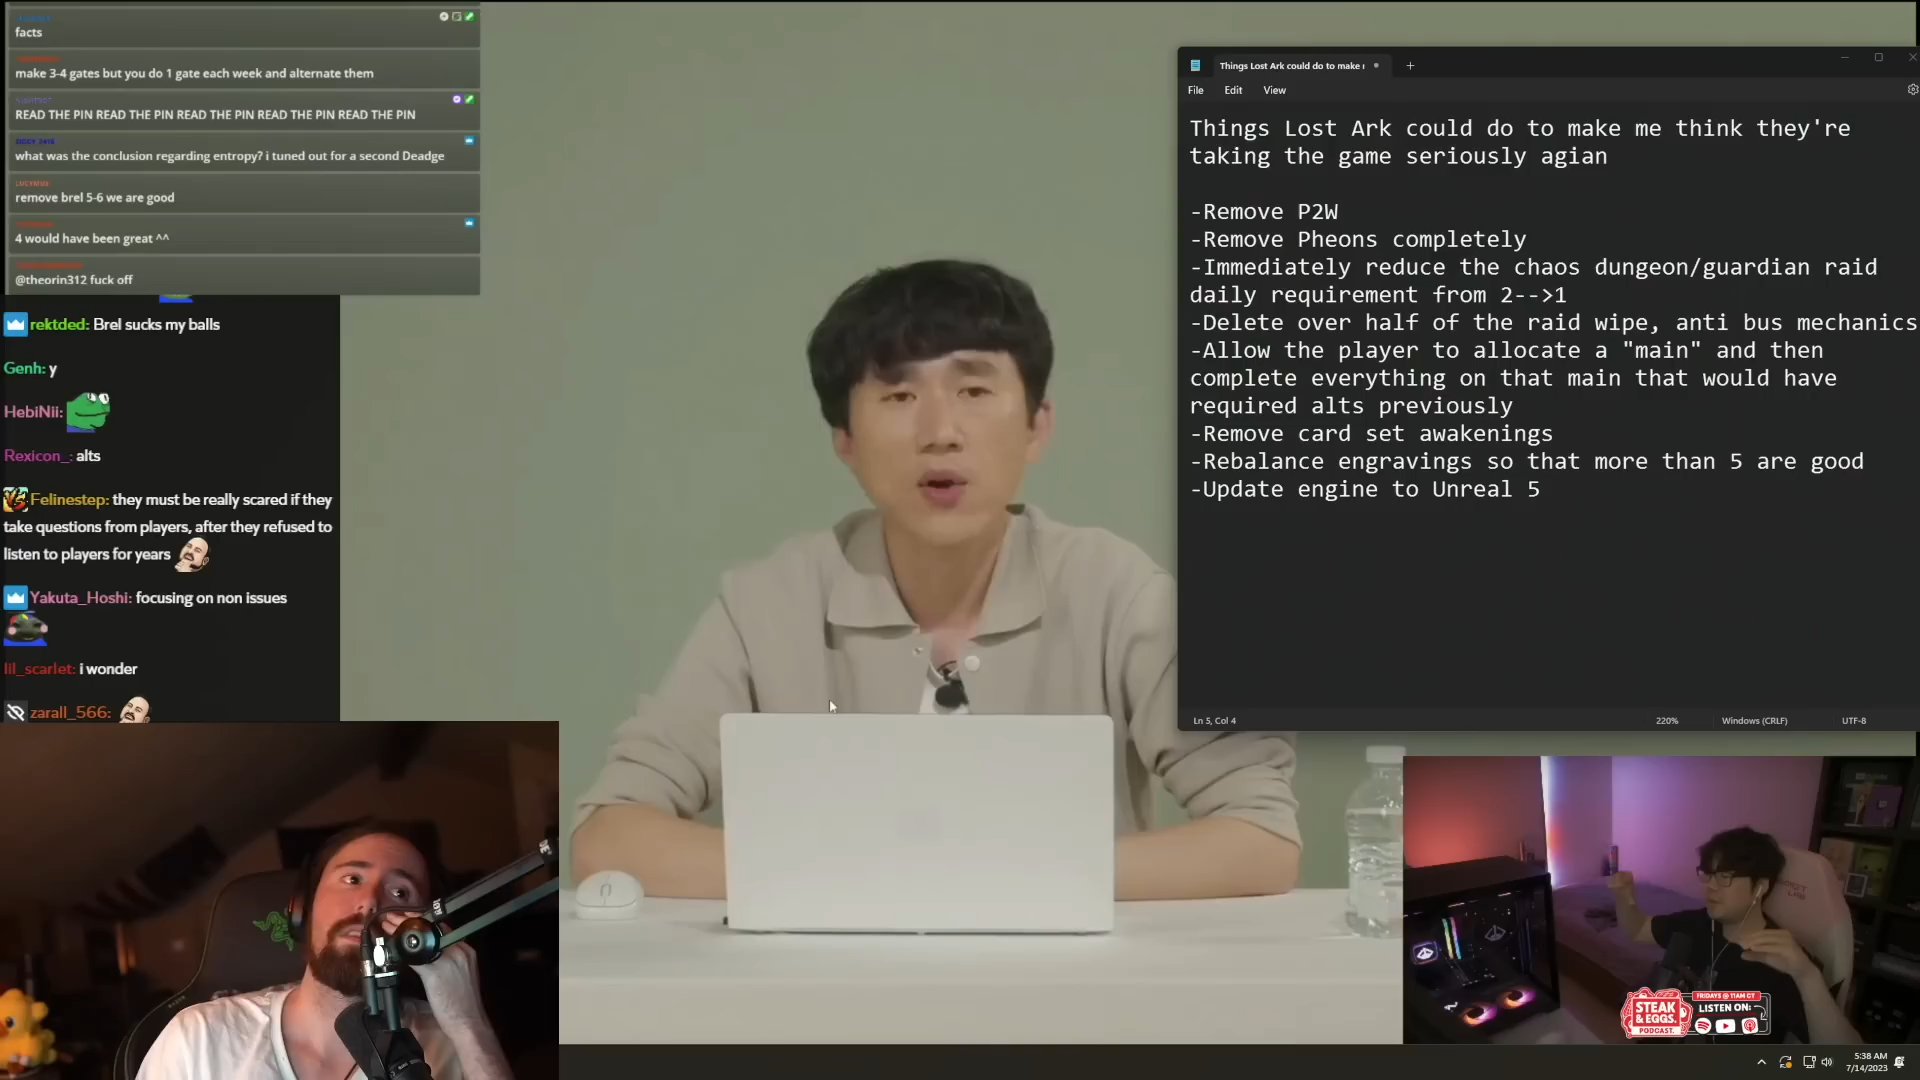 facts
make 3-4 gates but you do 1 gate each week and alternate them
READ THE PIN READ THE PIN READ THE PIN READ THE PIN READ THE PIN
what was the conclusion regarding entropy? i tuned out for a second Deadge
remove brel 5-6 we are good
4 would have been great ^^
@theorin312 fuck off
rektded: Brel sucks my balls
Genh: y
HebiNii:
Rexicon_: alts
Felinestep: they must be really scared if they
take questions from players, after they refused to
listen to players for years
Yakuta_Hoshi: focusing on non issues
lil_scarlet: i wonder
zarall_566:
Things Lost Ark could do to make
File Edit View
Things Lost Ark could do to make me think they're
taking the game seriously agian
-Remove P2W
-Remove Pheons completely
-Immediately reduce the chaos dungeon/guardian raid
daily requirement from 2-->1
-Delete over half of the raid wipe, anti bus mechanics
-Allow the player to allocate a "main" and then
complete everything on that main that would have
required alts previously
-Remove card set awakenings
-Rebalance engravings so that more than 5 are good
-Update engine to Unreal 5
Ln 5, Col 4 220% Windows (CRLF) UTF-8
STEAK
& EGGS
PODCAST.
FRIDAYS @ 11AM CT
LISTEN ON:
5:38 AM
7/14/2023